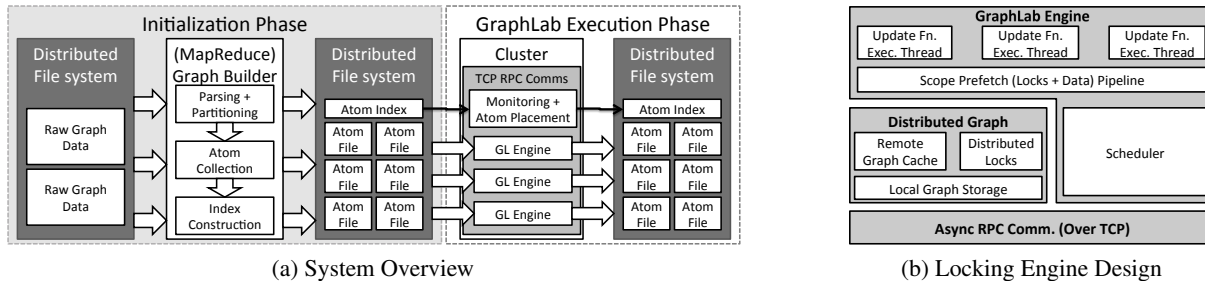 Initialization Phase
GraphLab Execution Phase
Distributed
File system
Raw Graph
Data
Raw Graph
Data
(MapReduce)
Graph Builder
Parsing +
Partitioning
Atom
Collection
Index
Construction
Distributed
File system
Atom Index
Atom
File
Atom
File
Atom
File
Atom
File
Atom
File
Atom
File
Cluster
TCP RPC Comms
Monitoring +
Atom Placement
GL Engine
GL Engine
GL Engine
Distributed
File system
Atom Index
Atom
File
Atom
File
Atom
File
Atom
File
Atom
File
Atom
File
(a) System Overview
GraphLab Engine
Update Fn.
Exec. Thread
Update Fn.
Exec. Thread
Update Fn.
Exec. Thread
Scope Prefetch (Locks + Data) Pipeline
Distributed Graph
Remote
Graph Cache
Distributed
Locks
Local Graph Storage
Scheduler
Async RPC Comm. (Over TCP)
(b) Locking Engine Design